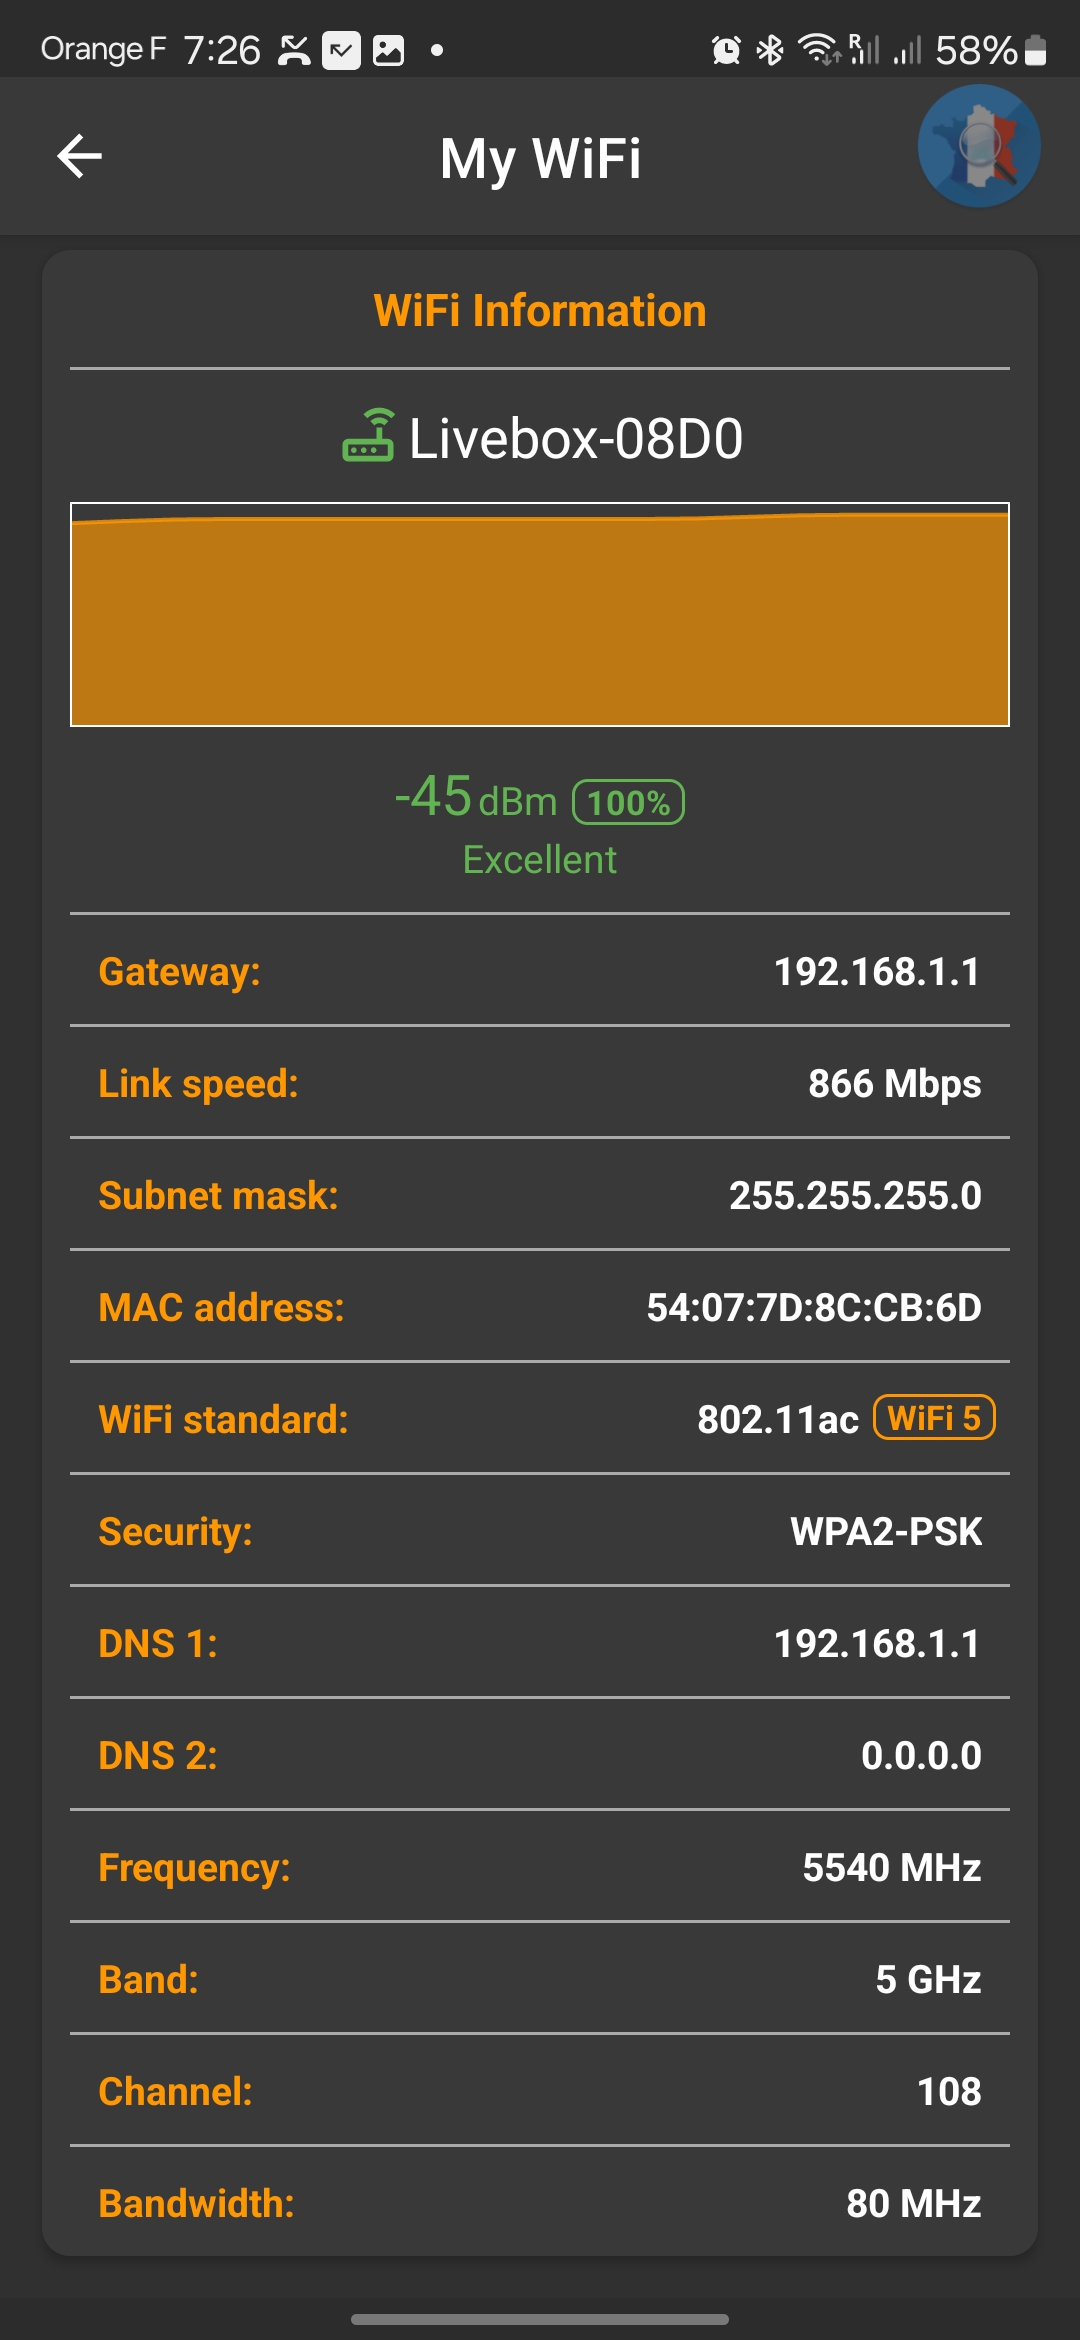 Orange F 7:26 R 58%
My WiFi
WiFi Information
Livebox-08D0
-45 dBm 100%
Excellent
Gateway: 192.168.1.1
Link speed: 866 Mbps
Subnet mask: 255.255.255.0
MAC address: 54:07:7D:8C:CB:6D
WiFi standard: 802.11ac WiFi 5
Security: WPA2-PSK
DNS 1: 192.168.1.1
DNS 2: 0.0.0.0
Frequency: 5540 MHz
Band: 5 GHz
Channel: 108
Bandwidth: 80 MHz